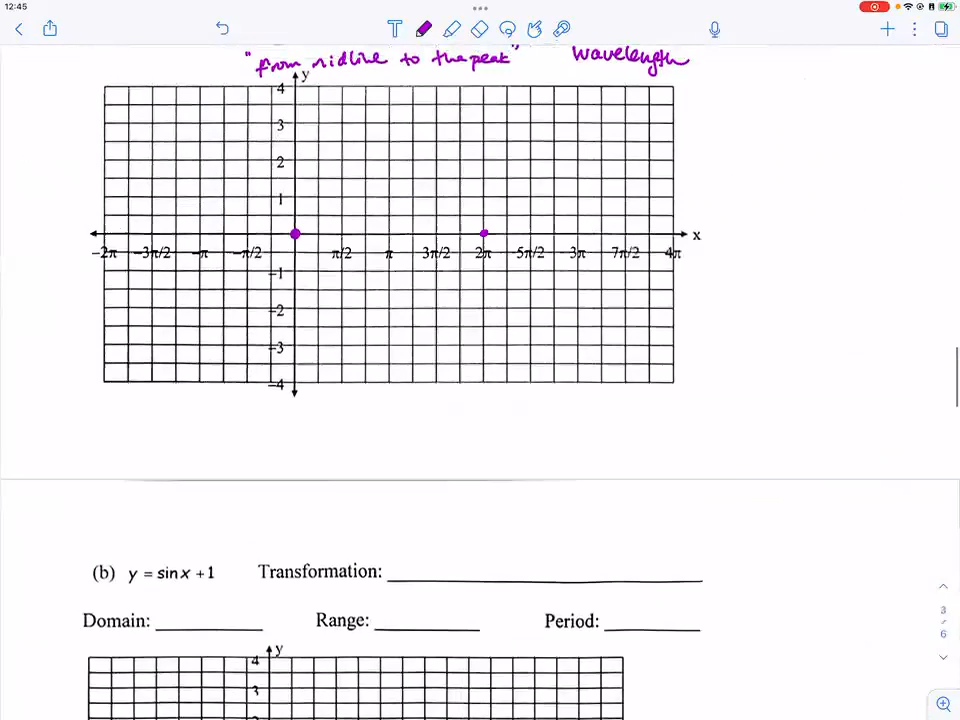 12:45
"from midline to the peak" wavelength
y
4
3
2
1
x
−2π −3π/2 −π −π/2 π/2 π 3π/2 2π 5π/2 3π 7π/2 4π
−1
−2
−3
−4
(b) y = sin x + 1 Transformation:
Domain: Range: Period:
y
4
3
3
6